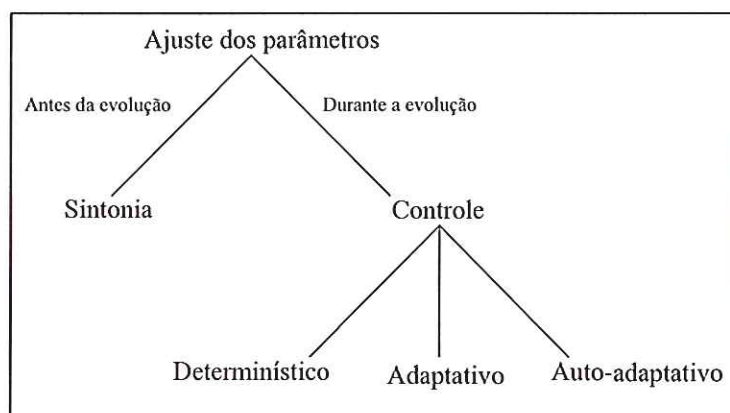 Ajuste dos parâmetros
Antes da evolução
Durante a evolução
Sintonia
Controle
Determinístico
Adaptativo
Auto-adaptativo